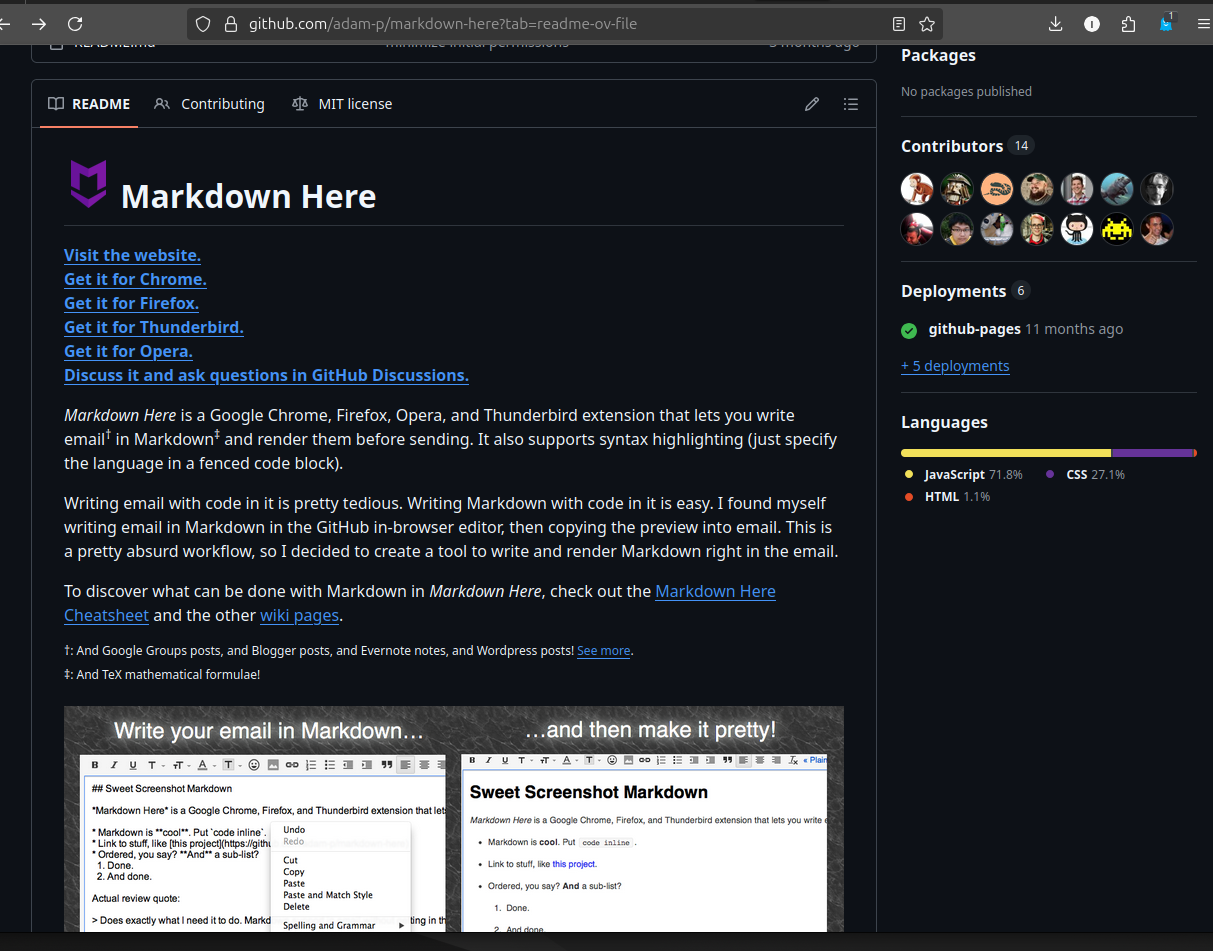 github.com/adam-p/markdown-here?tab=readme-ov-file
1
README.md
minimize initial permissions
README
Contributing
MIT license
Markdown Here
Visit the website.
Get it for Chrome.
Get it for Firefox.
Get it for Thunderbird.
Get it for Opera.
Discuss it and ask questions in GitHub Discussions.
Markdown Here is a Google Chrome, Firefox, Opera, and Thunderbird extension that lets you write
email† in Markdown‡ and render them before sending. It also supports syntax highlighting (just specify
the language in a fenced code block).
Writing email with code in it is pretty tedious. Writing Markdown with code in it is easy. I found myself
writing email in Markdown in the GitHub in-browser editor, then copying the preview into email. This is
a pretty absurd workflow, so I decided to create a tool to write and render Markdown right in the email.
To discover what can be done with Markdown in Markdown Here, check out the Markdown Here
Cheatsheet and the other wiki pages.
†: And Google Groups posts, and Blogger posts, and Evernote notes, and Wordpress posts! See more.
‡: And TeX mathematical formulae!
Write your email in Markdown…
B I U T T A T
## Sweet Screenshot Markdown
*Markdown Here* is a Google Chrome, Firefox, and Thunderbird extension that lets
* Markdown is **cool**. Put `code inline`.
* Link to stuff, like [this project](https://gith
* Ordered, you say? **And** a sub-list?
1. Done.
2. And done.
Actual review quote:
> Does exactly what I need it to do. Markd
ting in th
Undo
Redo
Cut
Copy
Paste
Paste and Match Style
Delete
Spelling and Grammar
…and then make it pretty!
B I U T T A T « Plain
Sweet Screenshot Markdown
Markdown Here is a Google Chrome, Firefox, and Thunderbird extension that lets you write e
• Markdown is cool. Put code inline .
• Link to stuff, like this project.
• Ordered, you say? And a sub-list?
1. Done.
2. And done.
Packages
No packages published
Contributors 14
Deployments 6
github-pages 11 months ago
+ 5 deployments
Languages
JavaScript 71.8%
CSS 27.1%
HTML 1.1%